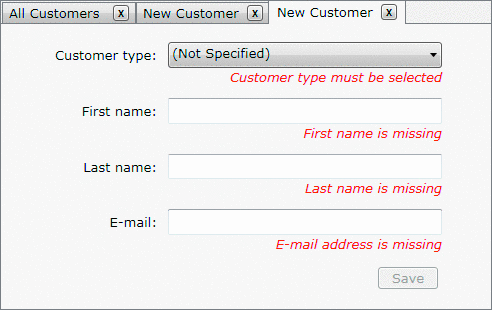 All Customers x New Customer x New Customer x
Customer type: (Not Specified)
Customer type must be selected
First name:
First name is missing
Last name:
Last name is missing
E-mail:
E-mail address is missing
Save